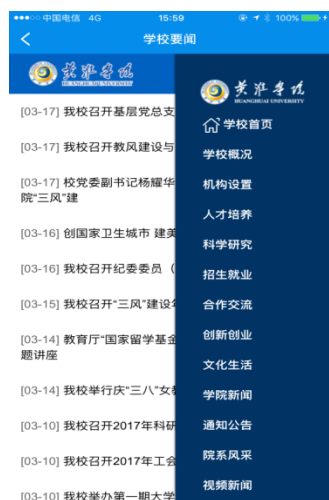 中国电信 4G 15:59 100%
学校要闻
黄淮学院
HUANGHUAI UNIVERSITY
[03-17] 我校召开基层党总支
[03-17] 我校召开教风建设与
[03-17] 校党委副书记杨耀华
院“三风”建
[03-16] 创国家卫生城市 建美
[03-16] 我校召开纪委委员（
[03-15] 我校召开“三风”建设年
[03-14] 教育厅“国家留学基金
题讲座
[03-14] 我校举行庆“三八”女教
[03-10] 我校召开2017年科研
[03-10] 我校召开2017年工会
[03-10] 我校举办第一期大学
黄淮学院
HUANGHUAI UNIVERSITY
学校首页
学校概况
机构设置
人才培养
科学研究
招生就业
合作交流
创新创业
文化生活
学院新闻
通知公告
院系风采
视频新闻